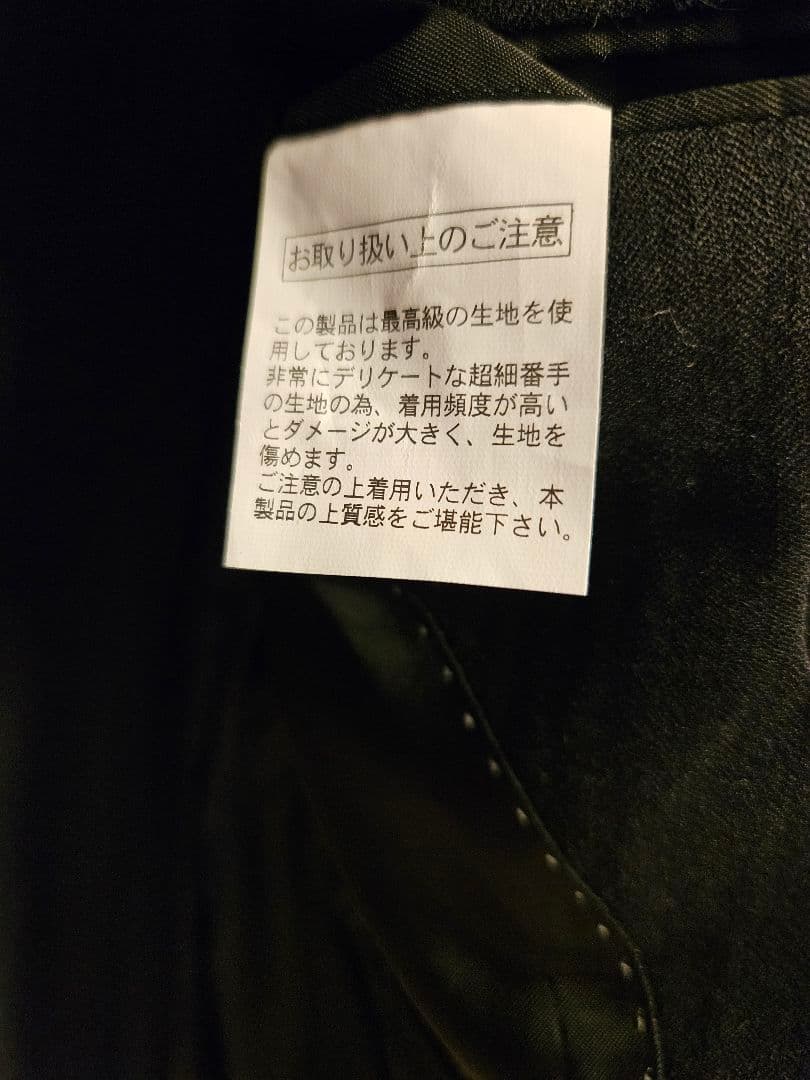 お取り扱い上のご注意
この製品は最高級の生地を使
用しております。
非常にデリケートな超細番手
の生地の為、着用頻度が高い
とダメージが大きく、生地を
傷めます。
ご注意の上着用いただき、本
製品の上質感をご堪能下さい。